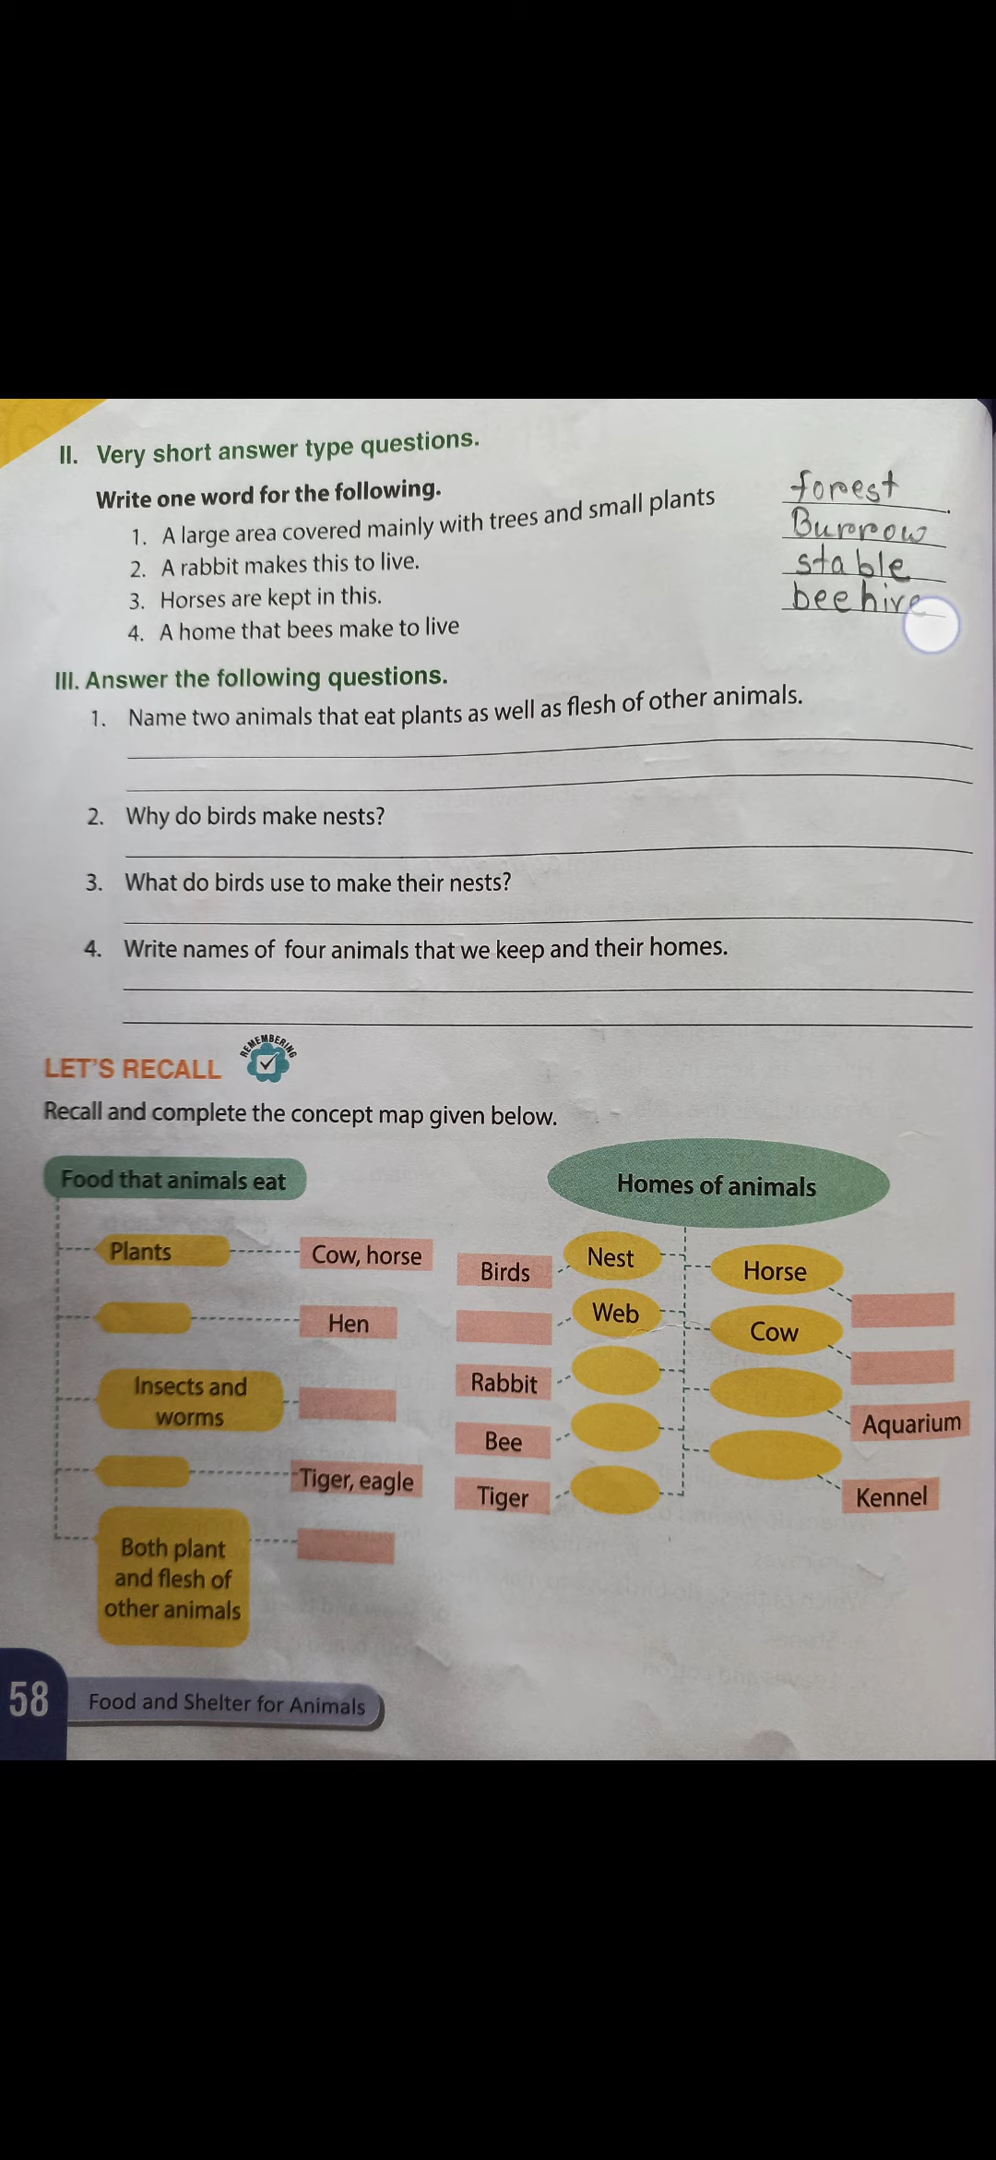 II. Very short answer type questions.
Write one word for the following.
1. A large area covered mainly with trees and small plants forest.
2. A rabbit makes this to live. Burrow
3. Horses are kept in this. stable
4. A home that bees make to live beehive
III. Answer the following questions.
1. Name two animals that eat plants as well as flesh of other animals.
2. Why do birds make nests?
3. What do birds use to make their nests?
4. Write names of four animals that we keep and their homes.
LET'S RECALL
REMEMBERING
Recall and complete the concept map given below.
Food that animals eat
Plants
Cow, horse
Hen
Insects and
worms
Tiger, eagle
Both plant
and flesh of
other animals
Homes of animals
Birds
Nest
Web
Rabbit
Bee
Tiger
Horse
Cow
Aquarium
Kennel
58 Food and Shelter for Animals